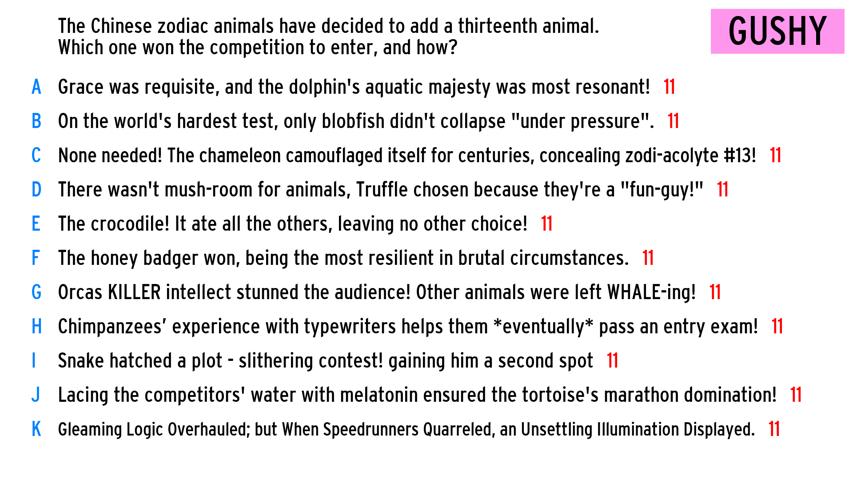 The Chinese zodiac animals have decided to add a thirteenth animal.
Which one won the competition to enter, and how?
GUSHY
A Grace was requisite, and the dolphin's aquatic majesty was most resonant! 11
B On the world's hardest test, only blobfish didn't collapse "under pressure". 11
C None needed! The chameleon camouflaged itself for centuries, concealing zodi-acolyte #13! 11
D There wasn't mush-room for animals, Truffle chosen because they're a "fun-guy!" 11
E The crocodile! It ate all the others, leaving no other choice! 11
F The honey badger won, being the most resilient in brutal circumstances. 11
G Orcas KILLER intellect stunned the audience! Other animals were left WHALE-ing! 11
H Chimpanzees’ experience with typewriters helps them *eventually* pass an entry exam! 11
I Snake hatched a plot - slithering contest! gaining him a second spot 11
J Lacing the competitors' water with melatonin ensured the tortoise's marathon domination! 11
K Gleaming Logic Overhauled; but When Speedrunners Quarreled, an Unsettling Illumination Displayed. 11